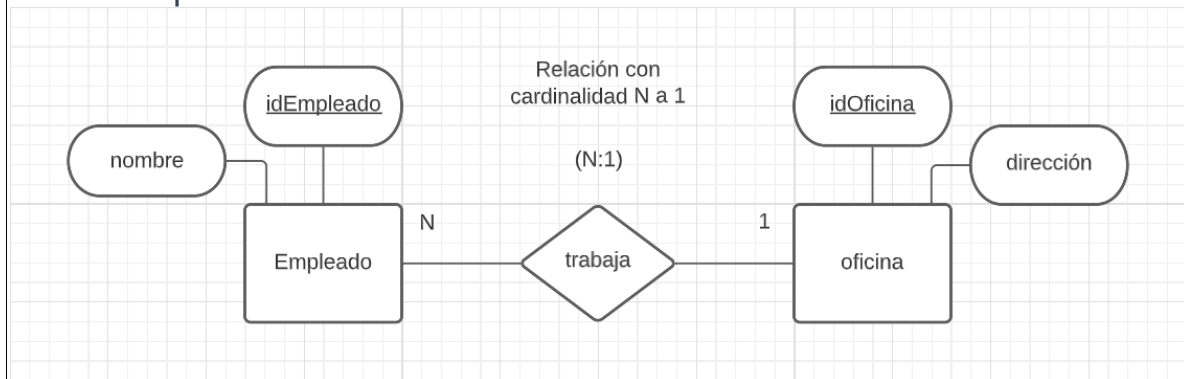 Relación con
cardinalidad N a 1
idEmpleado
idOficina
nombre
(N:1)
dirección
N
1
Empleado
trabaja
oficina